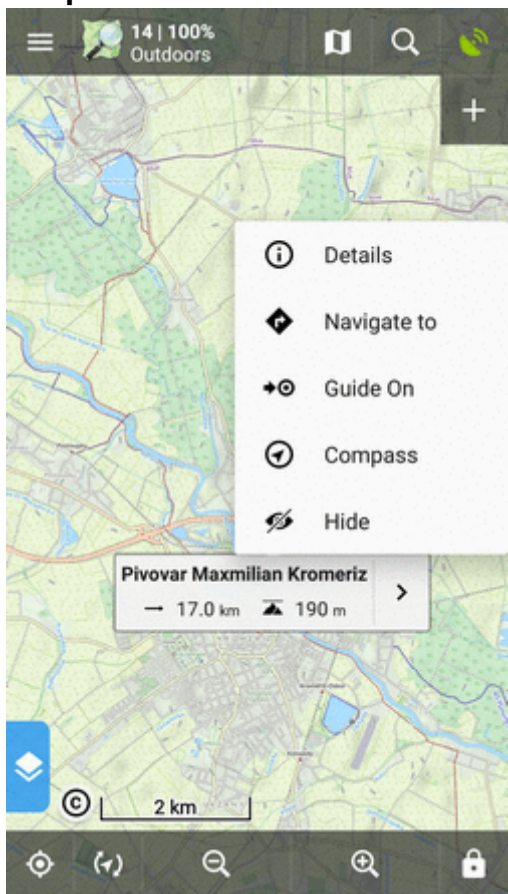 14 | 100%
Outdoors
Details
Navigate to
Guide On
Compass
Hide
Pivovar Maxmilian Kromeriz
17.0 km 190 m
© 2 km